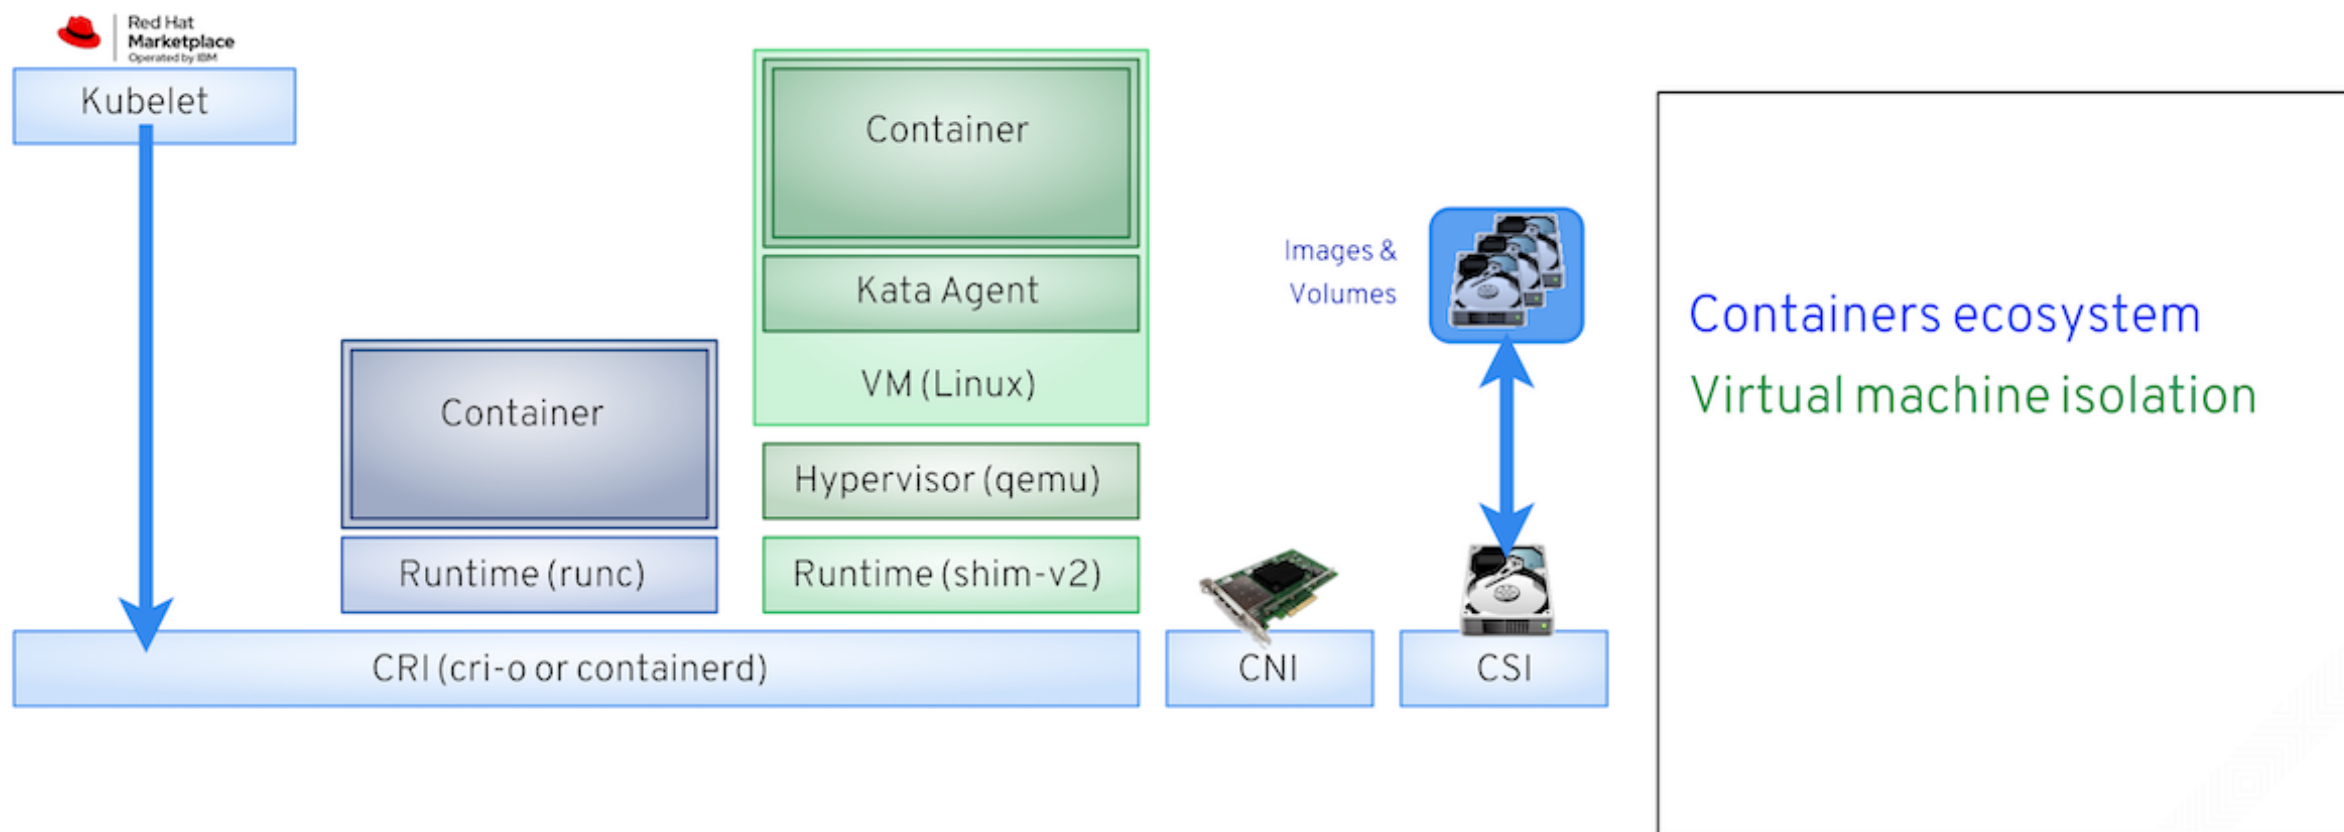 Red Hat
Marketplace
Operated by IBM
Kubelet
Container
Kata Agent
VM (Linux)
Container
Hypervisor (qemu)
Runtime (runc)
Runtime (shim-v2)
CRI (cri-o or containerd)
Images &
Volumes
CNI
CSI
Containers ecosystem
Virtual machine isolation